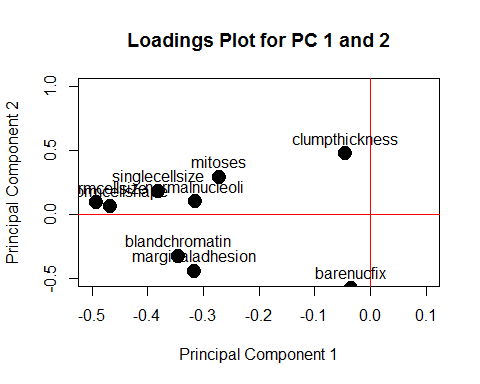 Loadings Plot for PC 1 and 2
Principal Component 2
1.0
0.5
0.0
-0.5
clumpthickness
mitoses
singlecellsize
normalnucleoli
blandchromatin
marginaladhesion
barenucfix
-0.5 -0.4 -0.3 -0.2 -0.1 0.0 0.1
Principal Component 1